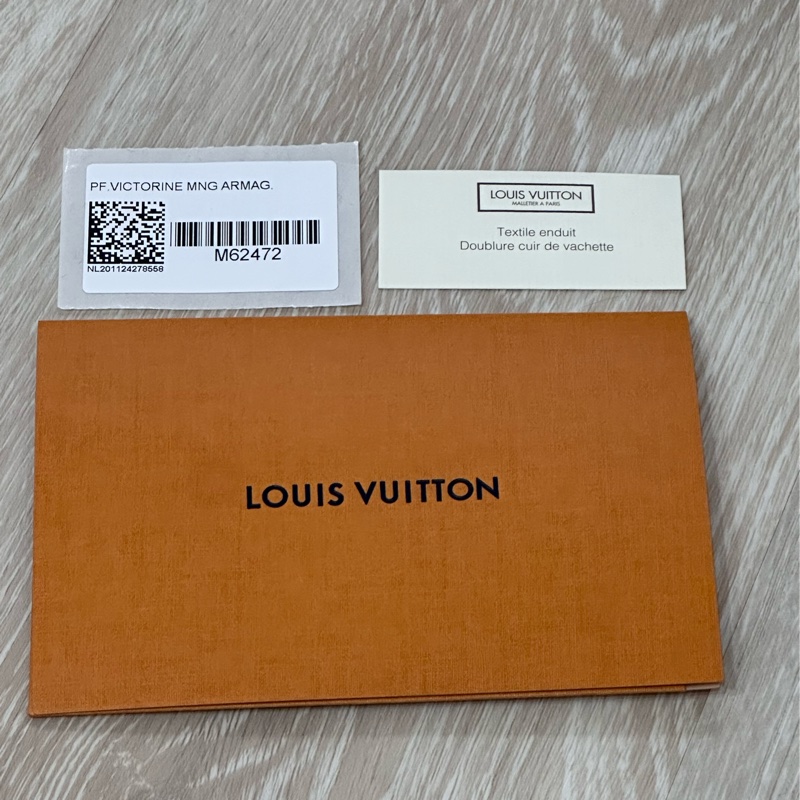 PF.VICTORINE MNG ARMAG.
M62472
NL201124278558
LOUIS VUITTON
MALLETIER A PARIS
Textile enduit
Doublure cuir de vachette
LOUIS VUITTON